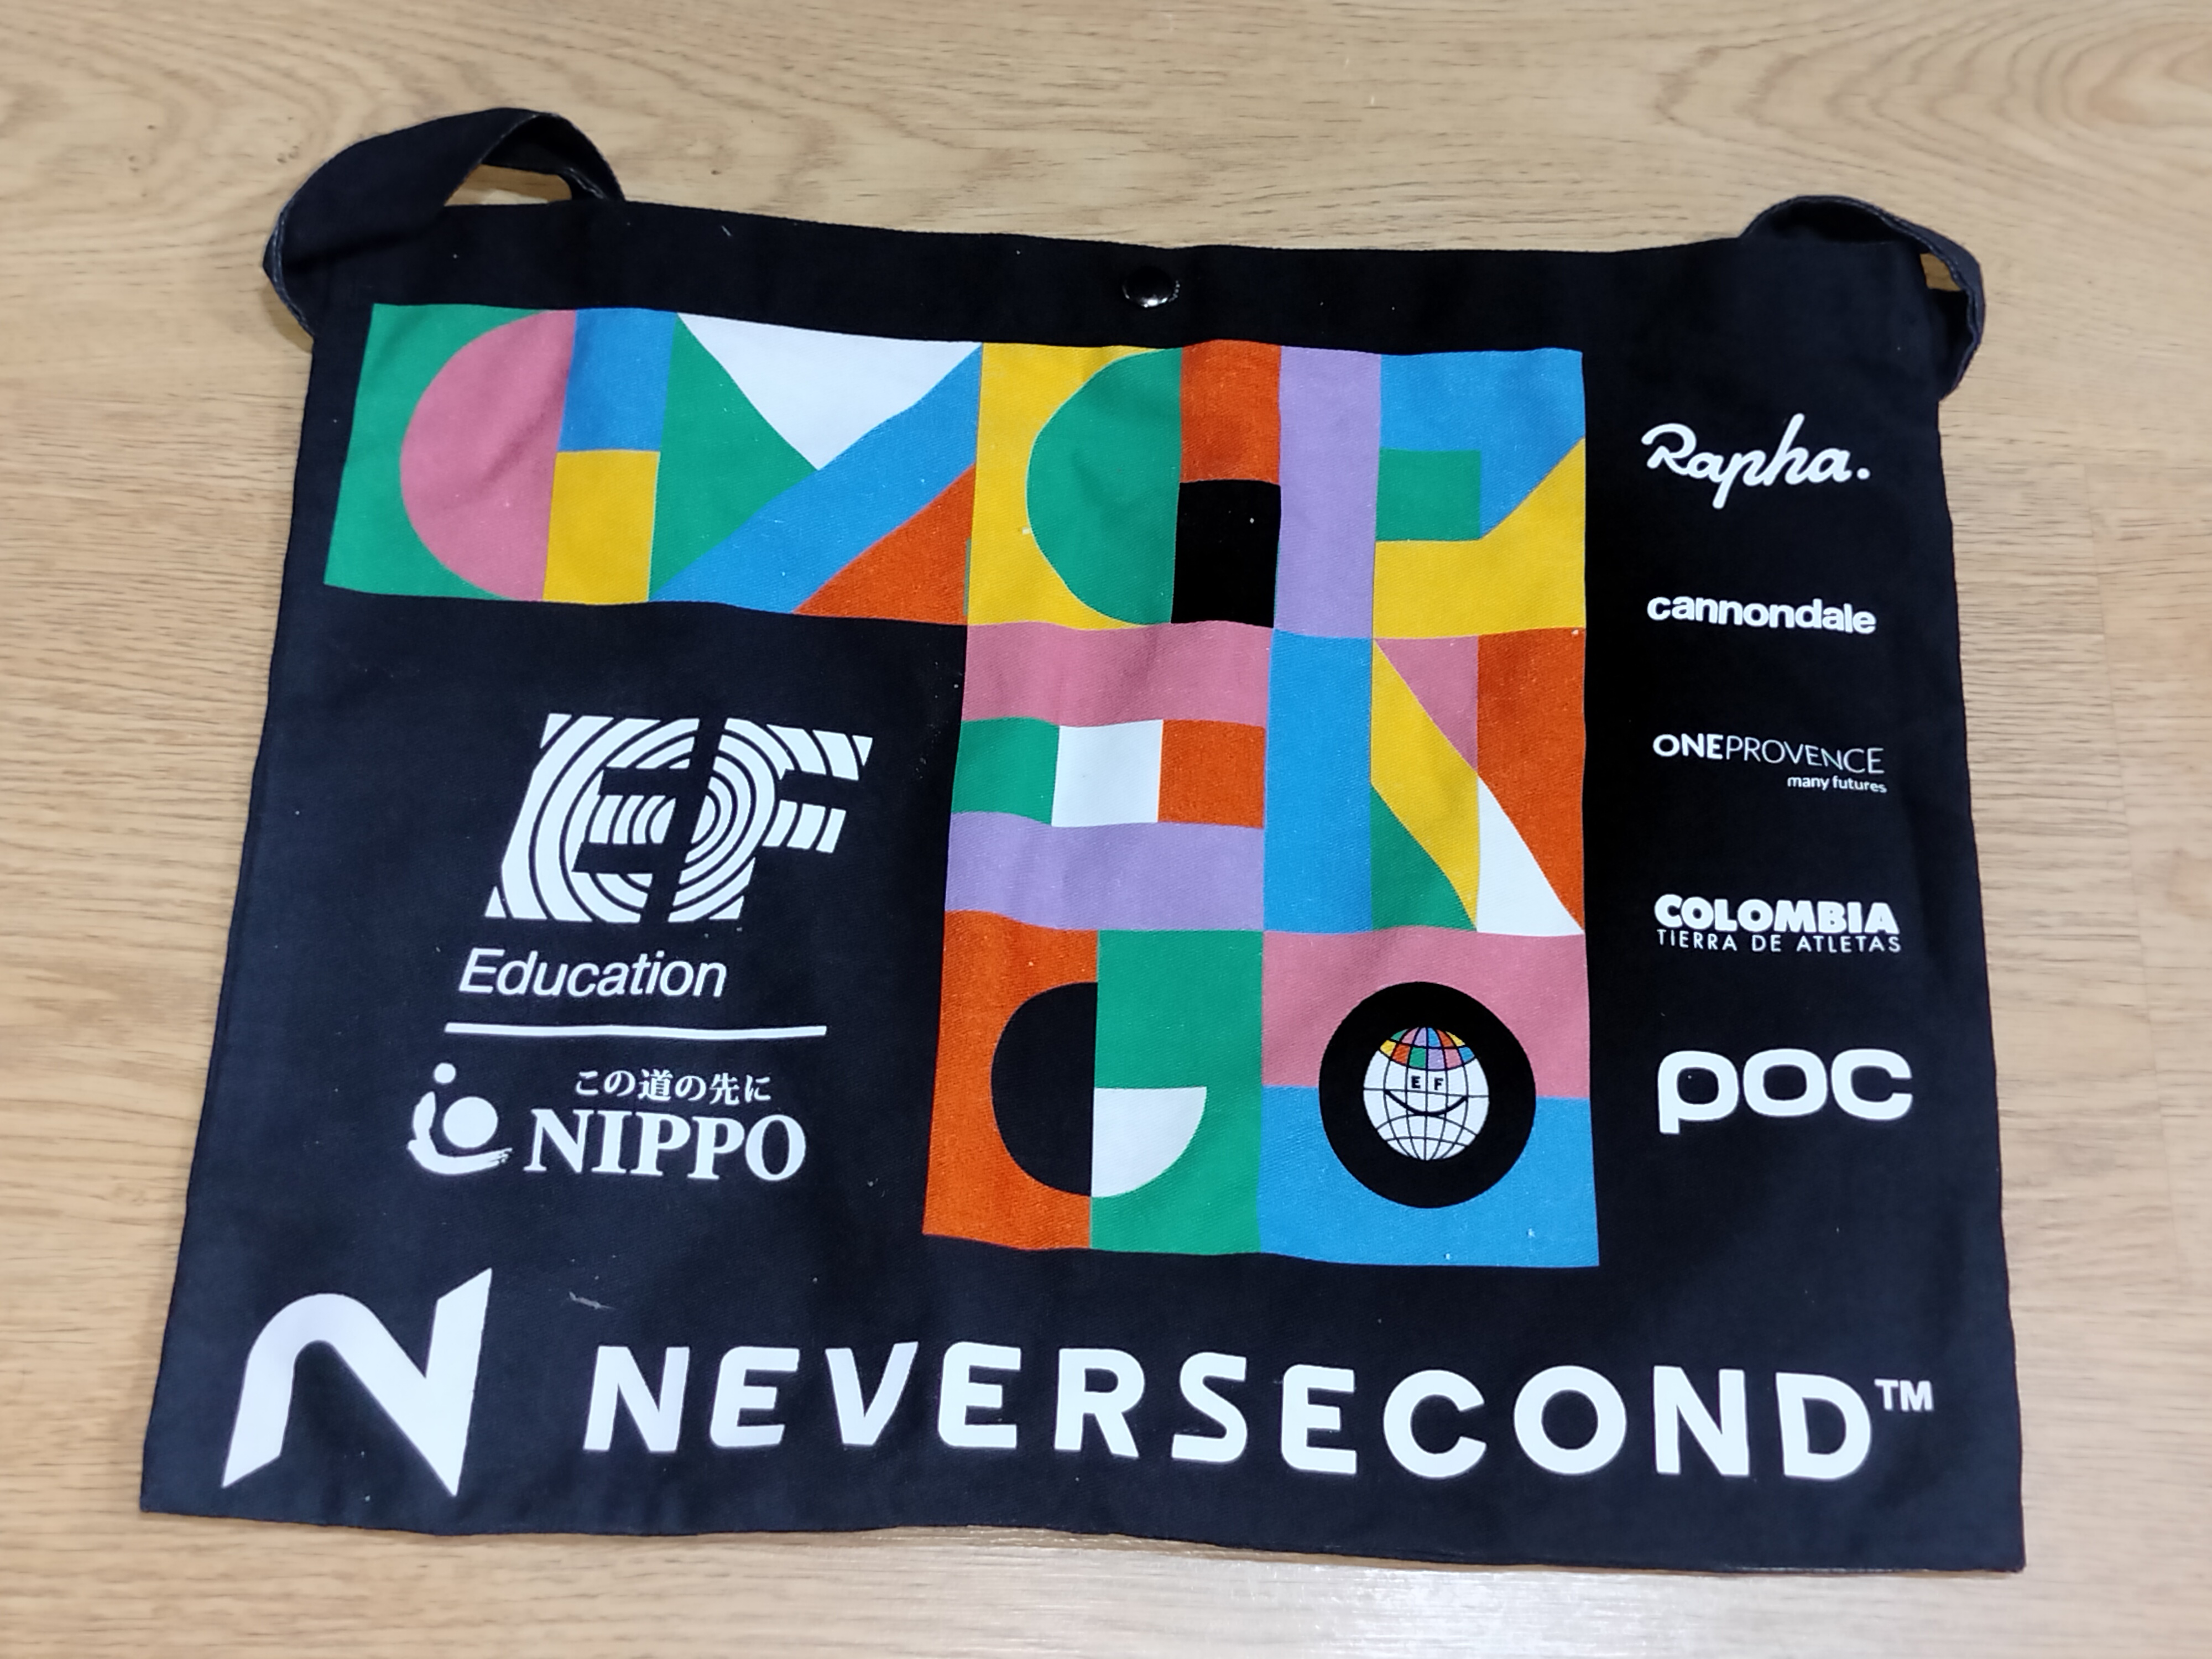 EF
Education
この道の先に
NIPPO
Rapha.
cannondale
ONEPROVENCE
many futures
COLOMBIA
TIERRA DE ATLETAS
poc
EF
NEVERSECOND™